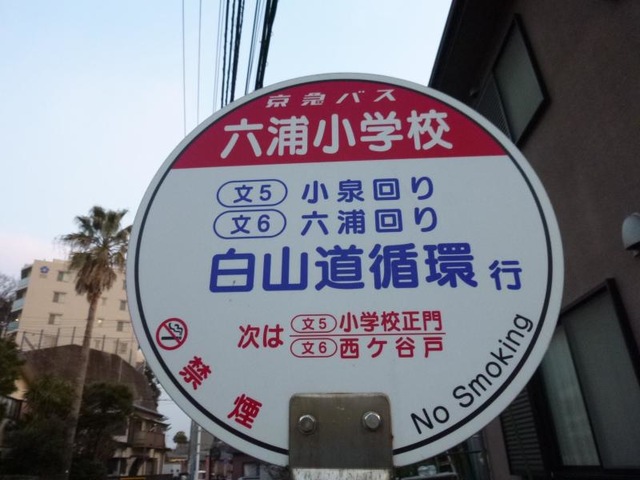 京急バス
六浦小学校
文5 小泉回り
文6 六浦回り
白山道循環 行
次は 文5 小学校正門
文6 西ケ谷戸
禁煙
No Smoking